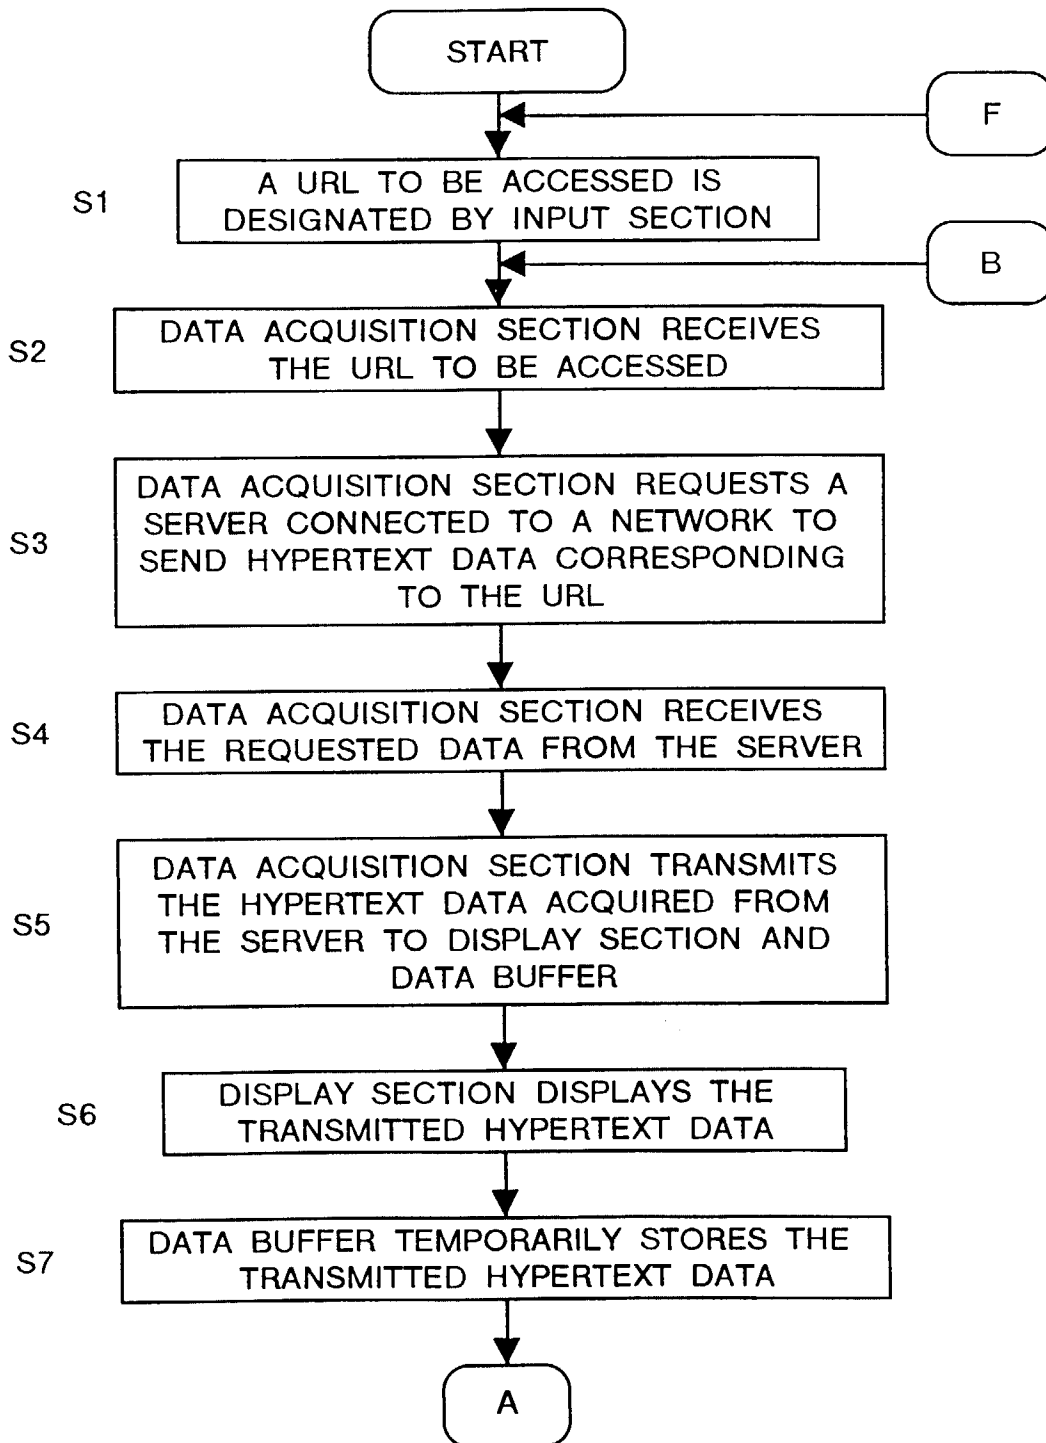 START
F
S1
A URL TO BE ACCESSED IS
DESIGNATED BY INPUT SECTION
B
S2
DATA ACQUISITION SECTION RECEIVES
THE URL TO BE ACCESSED
S3
DATA ACQUISITION SECTION REQUESTS A
SERVER CONNECTED TO A NETWORK TO
SEND HYPERTEXT DATA CORRESPONDING
TO THE URL
S4
DATA ACQUISITION SECTION RECEIVES
THE REQUESTED DATA FROM THE SERVER
S5
DATA ACQUISITION SECTION TRANSMITS
THE HYPERTEXT DATA ACQUIRED FROM
THE SERVER TO DISPLAY SECTION AND
DATA BUFFER
S6
DISPLAY SECTION DISPLAYS THE
TRANSMITTED HYPERTEXT DATA
S7
DATA BUFFER TEMPORARILY STORES THE
TRANSMITTED HYPERTEXT DATA
A